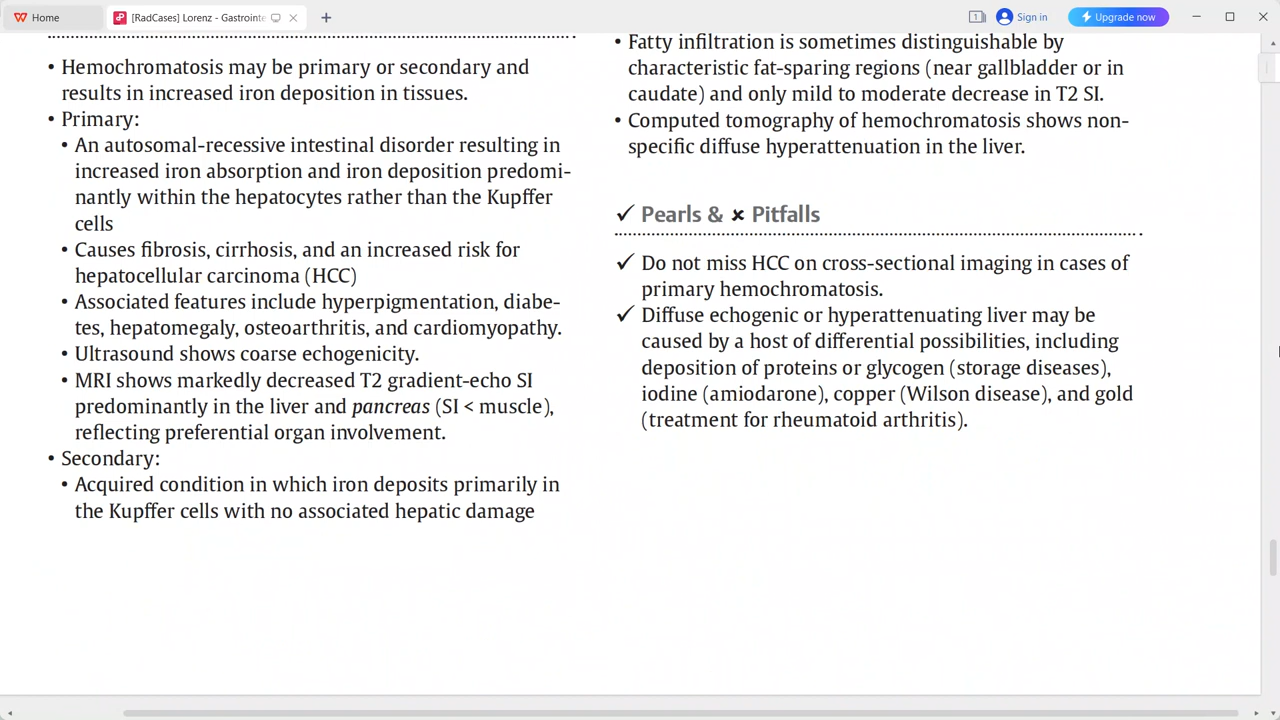 Home
[RadCases] Lorenz - Gastrointe
Sign in
Upgrade now
• Hemochromatosis may be primary or secondary and
results in increased iron deposition in tissues.
• Primary:
• An autosomal-recessive intestinal disorder resulting in
increased iron absorption and iron deposition predomi-
nantly within the hepatocytes rather than the Kupffer
cells
• Causes fibrosis, cirrhosis, and an increased risk for
hepatocellular carcinoma (HCC)
• Associated features include hyperpigmentation, diabe-
tes, hepatomegaly, osteoarthritis, and cardiomyopathy.
• Ultrasound shows coarse echogenicity.
• MRI shows markedly decreased T2 gradient-echo SI
predominantly in the liver and pancreas (SI < muscle),
reflecting preferential organ involvement.
• Secondary:
• Acquired condition in which iron deposits primarily in
the Kupffer cells with no associated hepatic damage
• Fatty infiltration is sometimes distinguishable by
characteristic fat-sparing regions (near gallbladder or in
caudate) and only mild to moderate decrease in T2 SI.
• Computed tomography of hemochromatosis shows non-
specific diffuse hyperattenuation in the liver.
✓ Pearls & ✗ Pitfalls
✓ Do not miss HCC on cross-sectional imaging in cases of
primary hemochromatosis.
✓ Diffuse echogenic or hyperattenuating liver may be
caused by a host of differential possibilities, including
deposition of proteins or glycogen (storage diseases),
iodine (amiodarone), copper (Wilson disease), and gold
(treatment for rheumatoid arthritis).